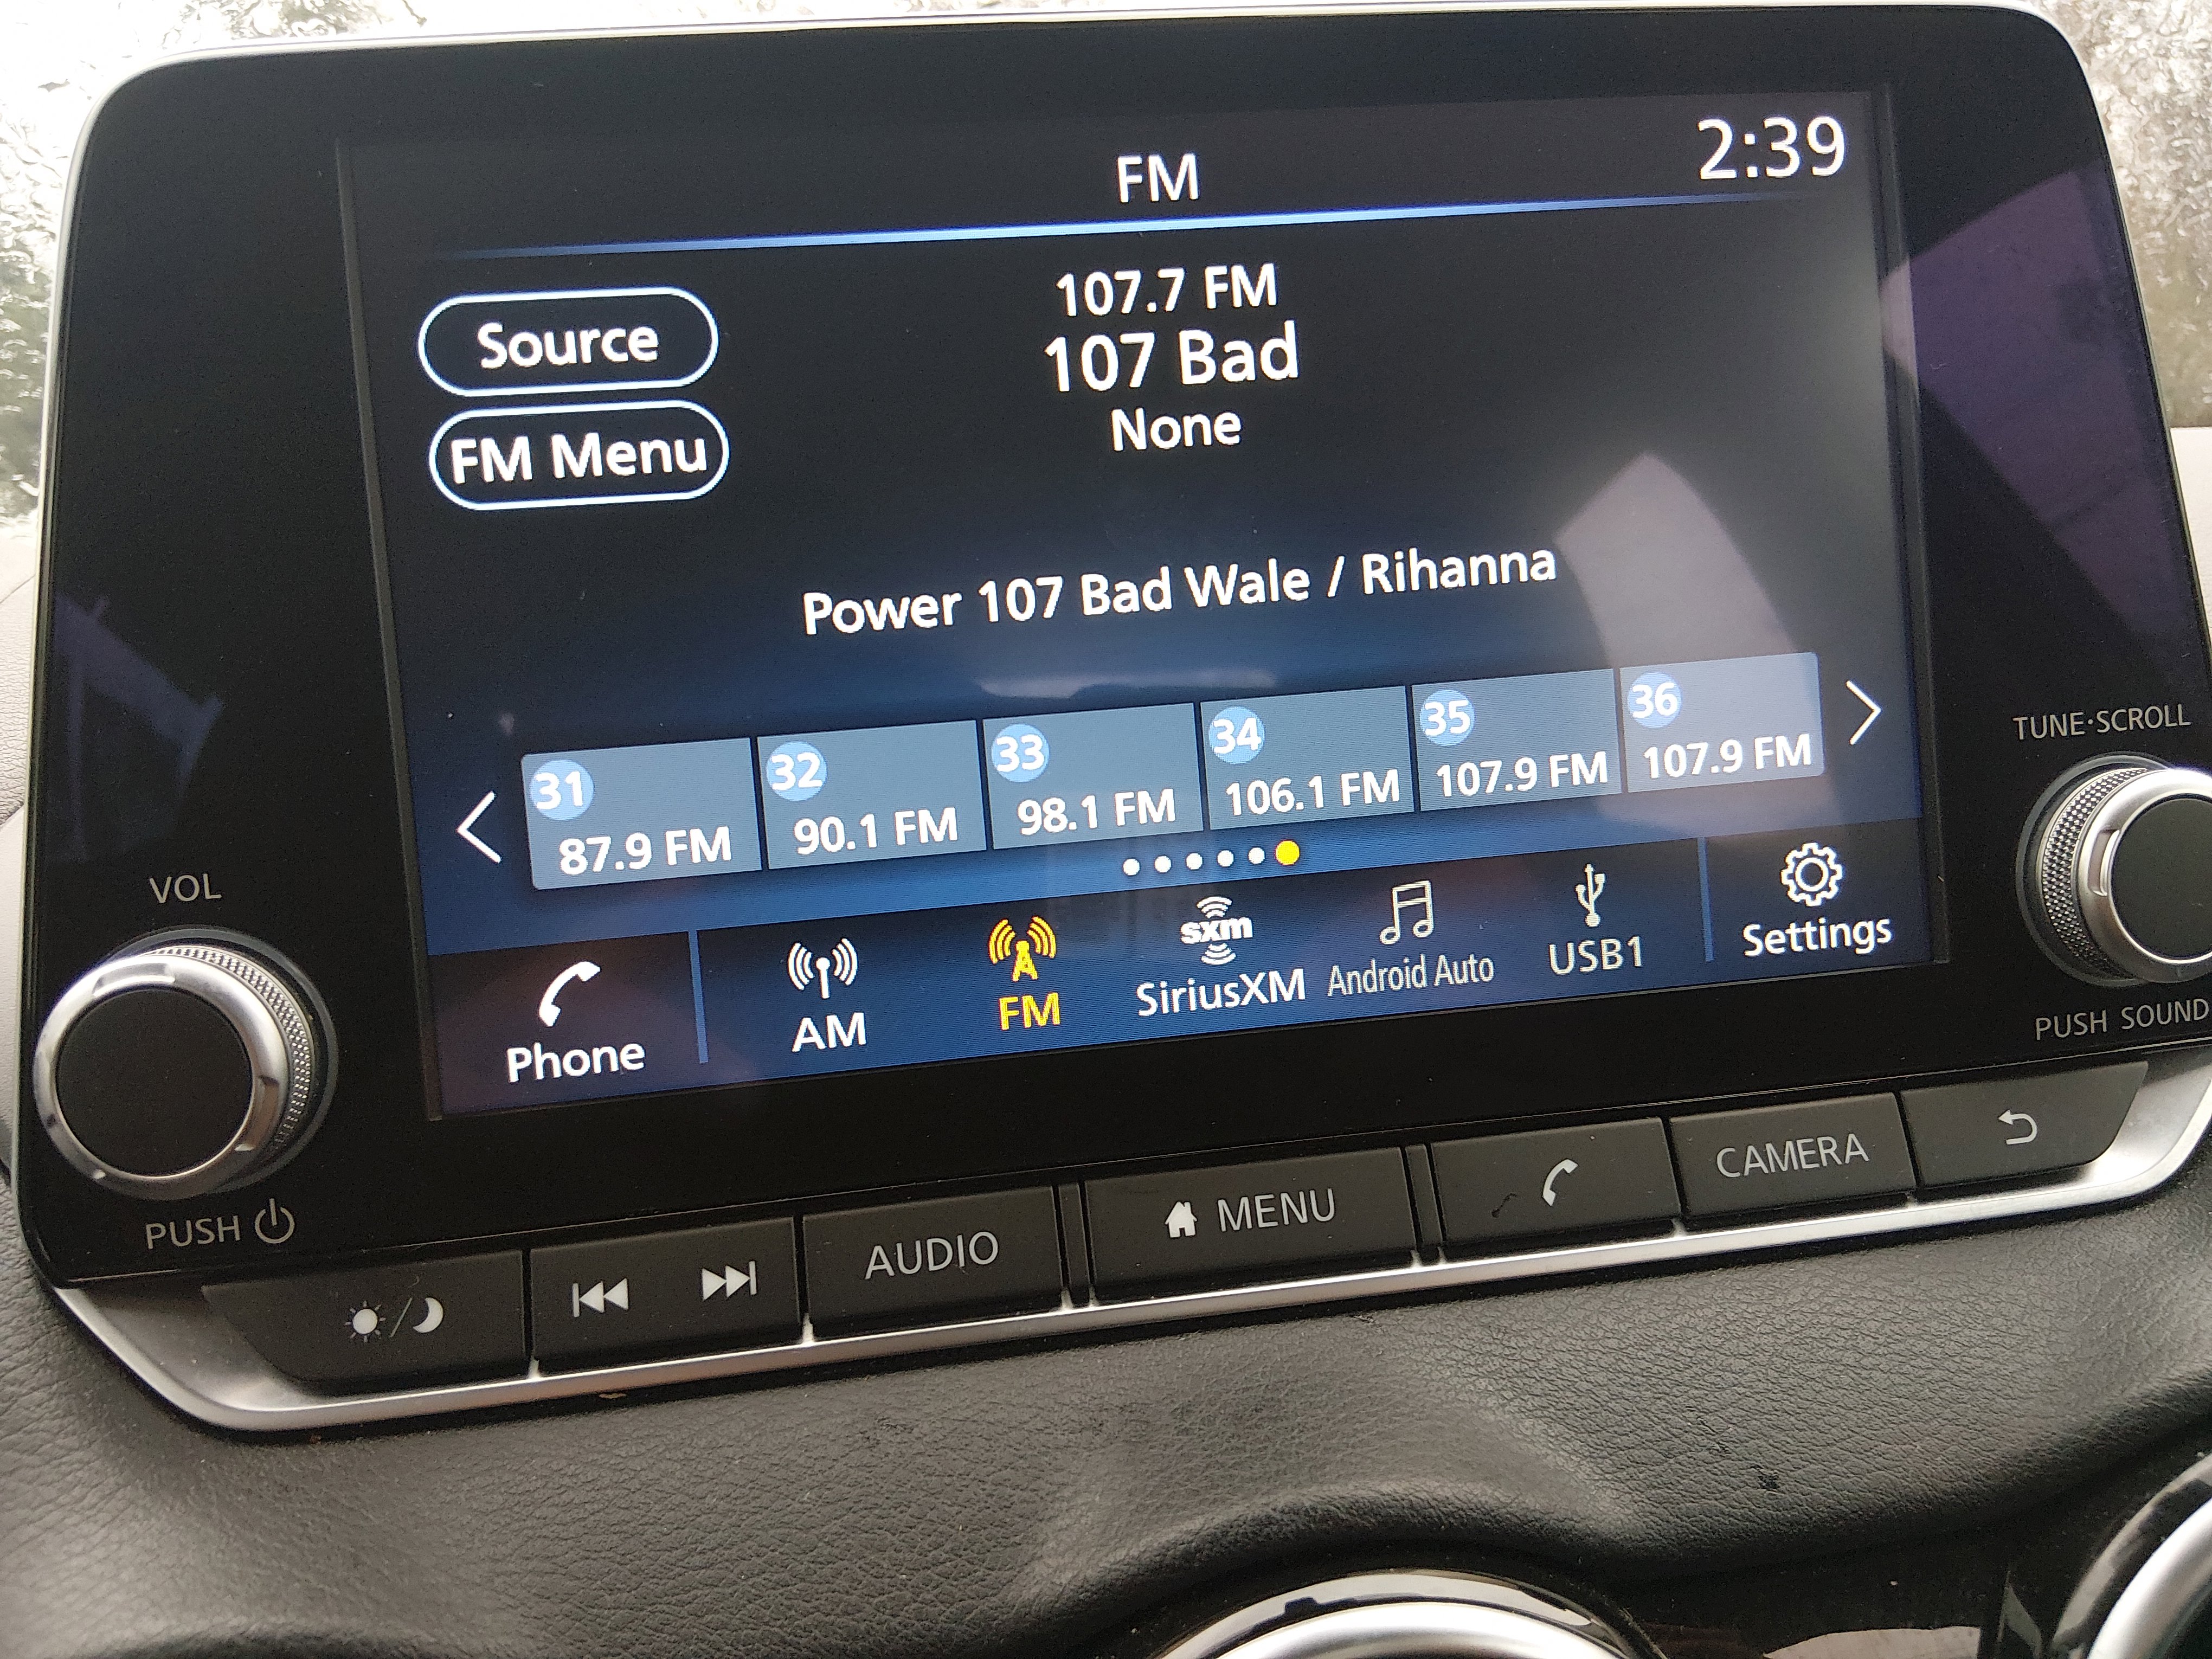 FM
2:39
107.7 FM
107 Bad
None
Source
FM Menu
Power 107 Bad Wale / Rihanna
31
87.9 FM
32
90.1 FM
33
98.1 FM
34
106.1 FM
35
107.9 FM
36
107.9 FM
Phone
AM
FM
sxm
SiriusXM
Android Auto
USB1
Settings
VOL
PUSH
TUNE·SCROLL
PUSH SOUND
AUDIO
MENU
CAMERA